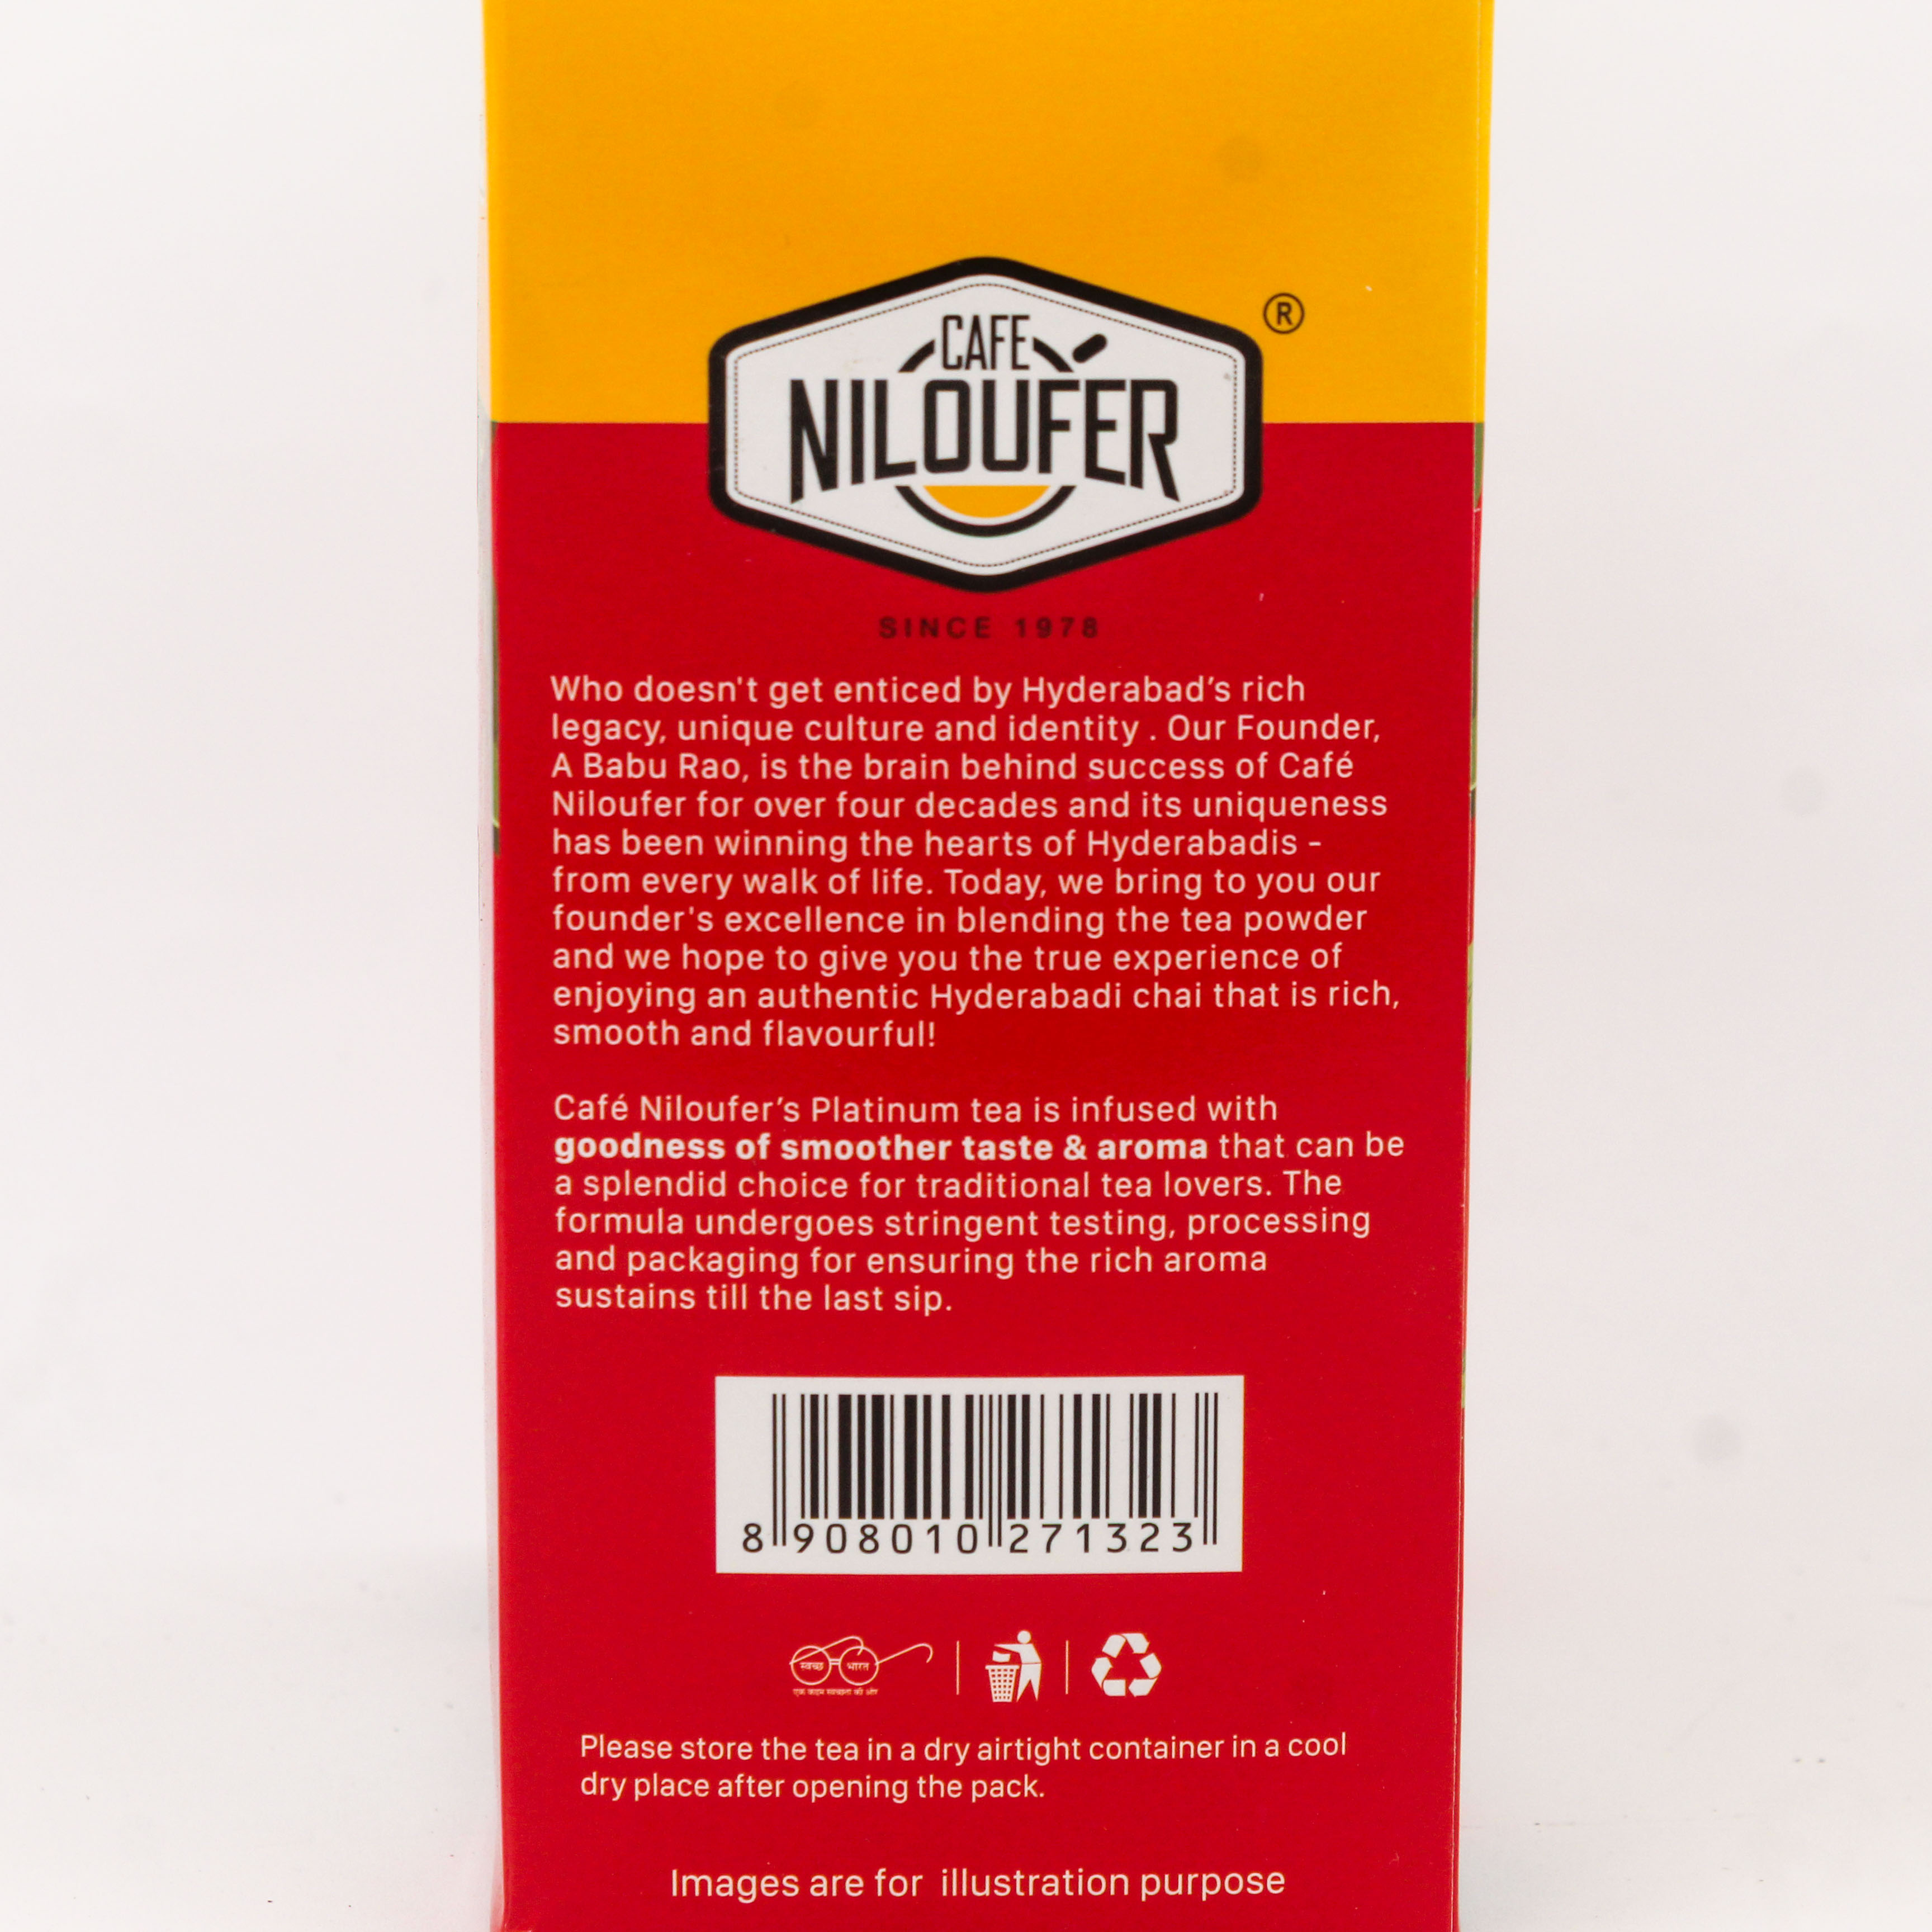 CAFE
NILOUFER
®
SINCE 1978
Who doesn't get enticed by Hyderabad’s rich
legacy, unique culture and identity . Our Founder,
A Babu Rao, is the brain behind success of Café
Niloufer for over four decades and its uniqueness
has been winning the hearts of Hyderabadis -
from every walk of life. Today, we bring to you our
founder's excellence in blending the tea powder
and we hope to give you the true experience of
enjoying an authentic Hyderabadi chai that is rich,
smooth and flavourful!
Café Niloufer’s Platinum tea is infused with
goodness of smoother taste & aroma that can be
a splendid choice for traditional tea lovers. The
formula undergoes stringent testing, processing
and packaging for ensuring the rich aroma
sustains till the last sip.
8 908010 271323
स्वच्छ भारत
एक कदम स्वच्छता की ओर
Please store the tea in a dry airtight container in a cool
dry place after opening the pack.
Images are for illustration purpose